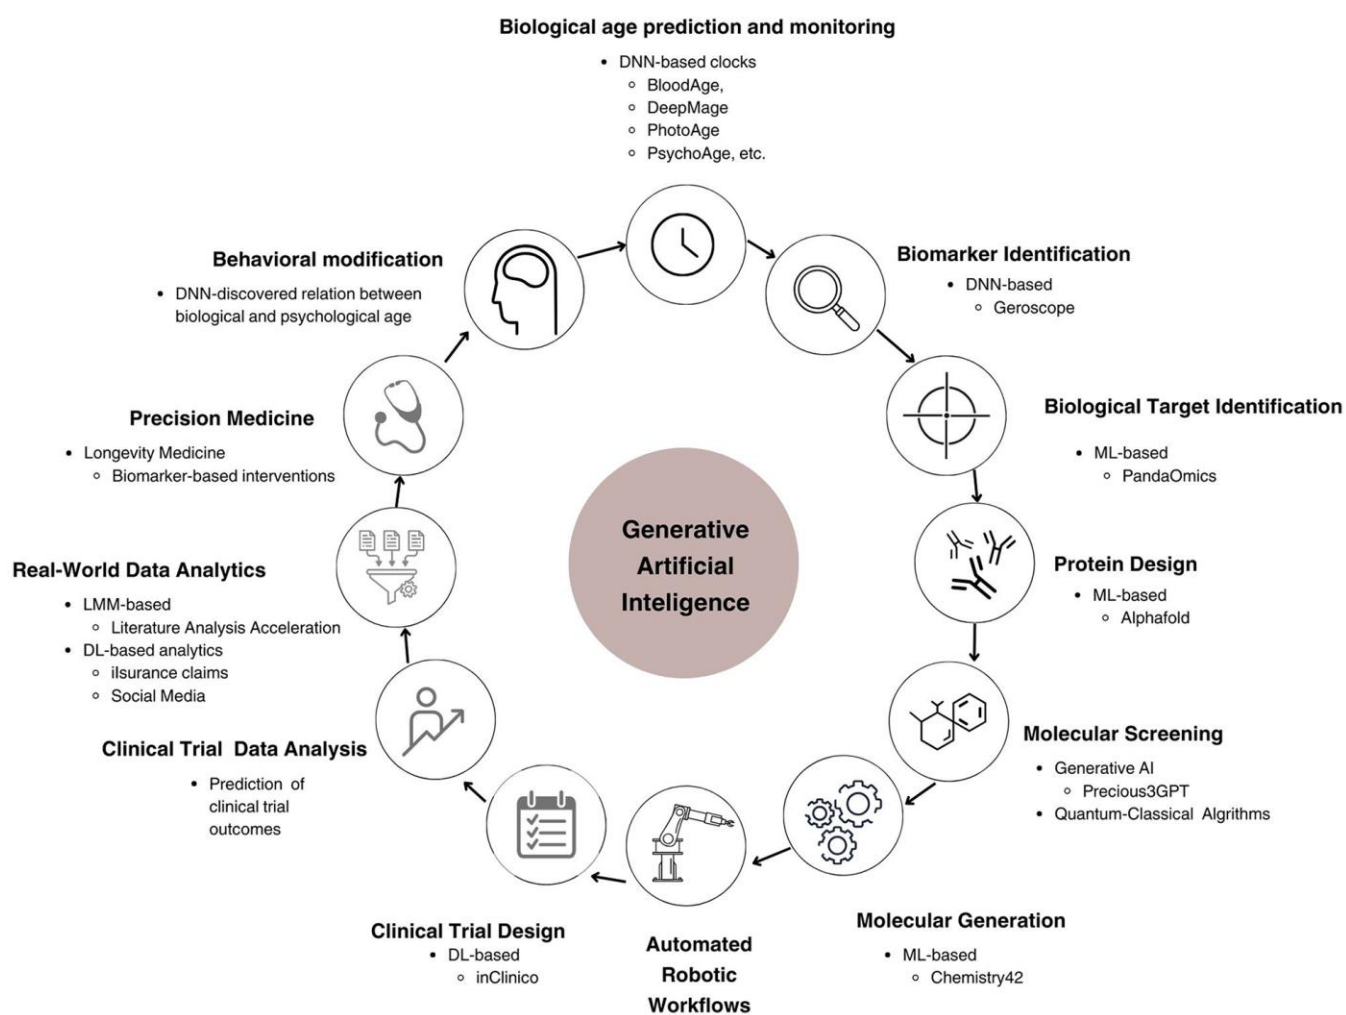 Biological age prediction and monitoring
• DNN-based clocks
◦ BloodAge,
◦ DeepMage
◦ PhotoAge
◦ PsychoAge, etc.
Biomarker Identification
• DNN-based
◦ Geroscope
Biological Target Identification
• ML-based
◦ PandaOmics
Protein Design
• ML-based
◦ Alphafold
Molecular Screening
• Generative AI
◦ Precious3GPT
• Quantum-Classical Algrithms
Molecular Generation
• ML-based
◦ Chemistry42
Automated
Robotic
Workflows
Clinical Trial Design
• DL-based
◦ inClinico
Clinical Trial Data Analysis
• Prediction of
clinical trial
outcomes
Real-World Data Analytics
• LMM-based
◦ Literature Analysis Acceleration
• DL-based analytics
◦ ilsurance claims
◦ Social Media
Precision Medicine
• Longevity Medicine
◦ Biomarker-based interventions
Behavioral modification
• DNN-discovered relation between
biological and psychological age
Generative
Artificial
Inteligence